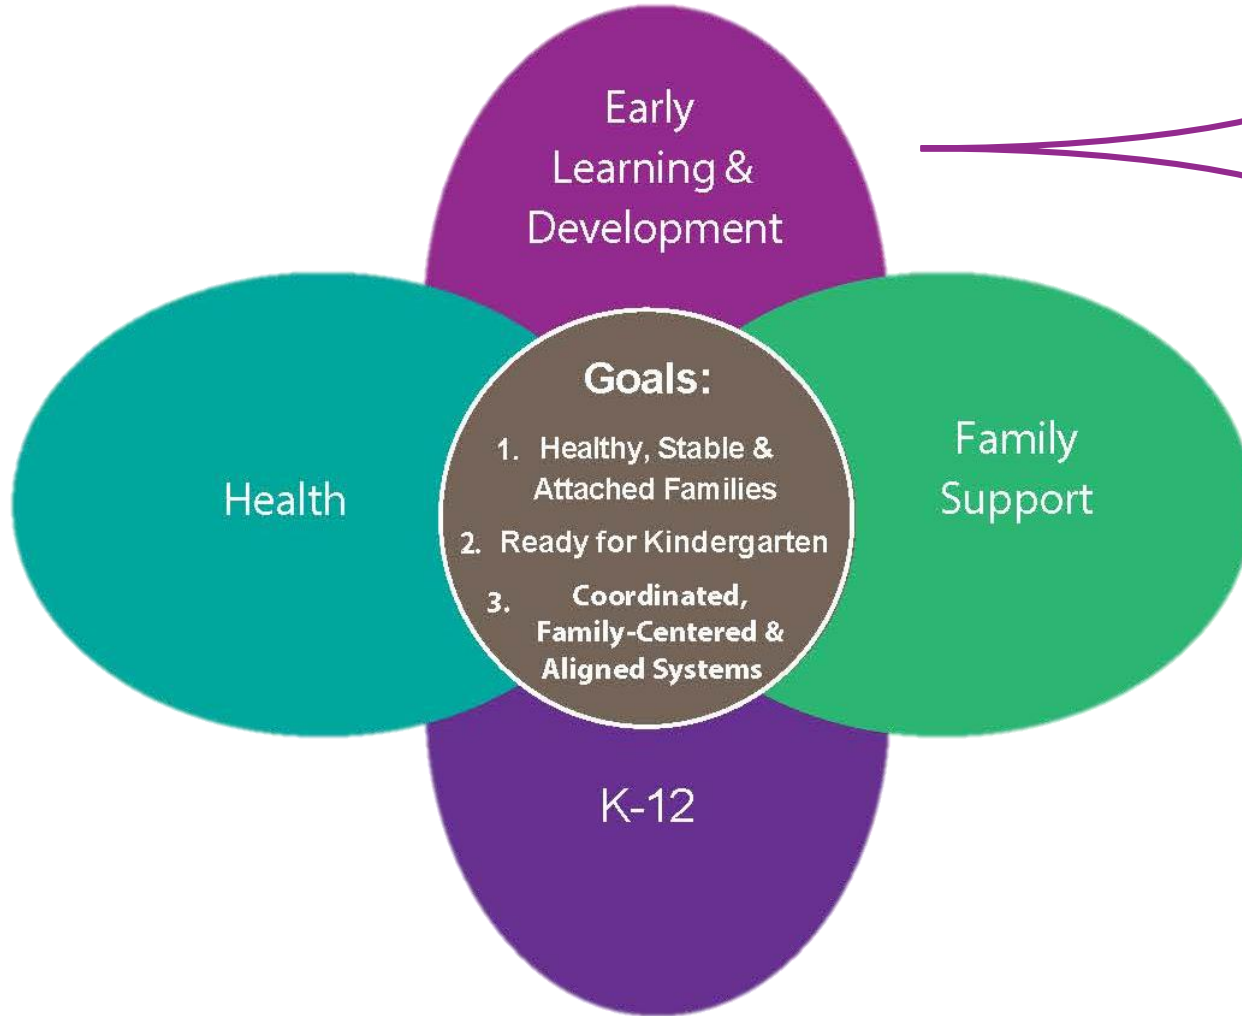 Early
Learning &
Development
Health
Goals:
1. Healthy, Stable &
Attached Families
2. Ready for Kindergarten
3. Coordinated,
Family-Centered &
Aligned Systems
Family
Support
K-12